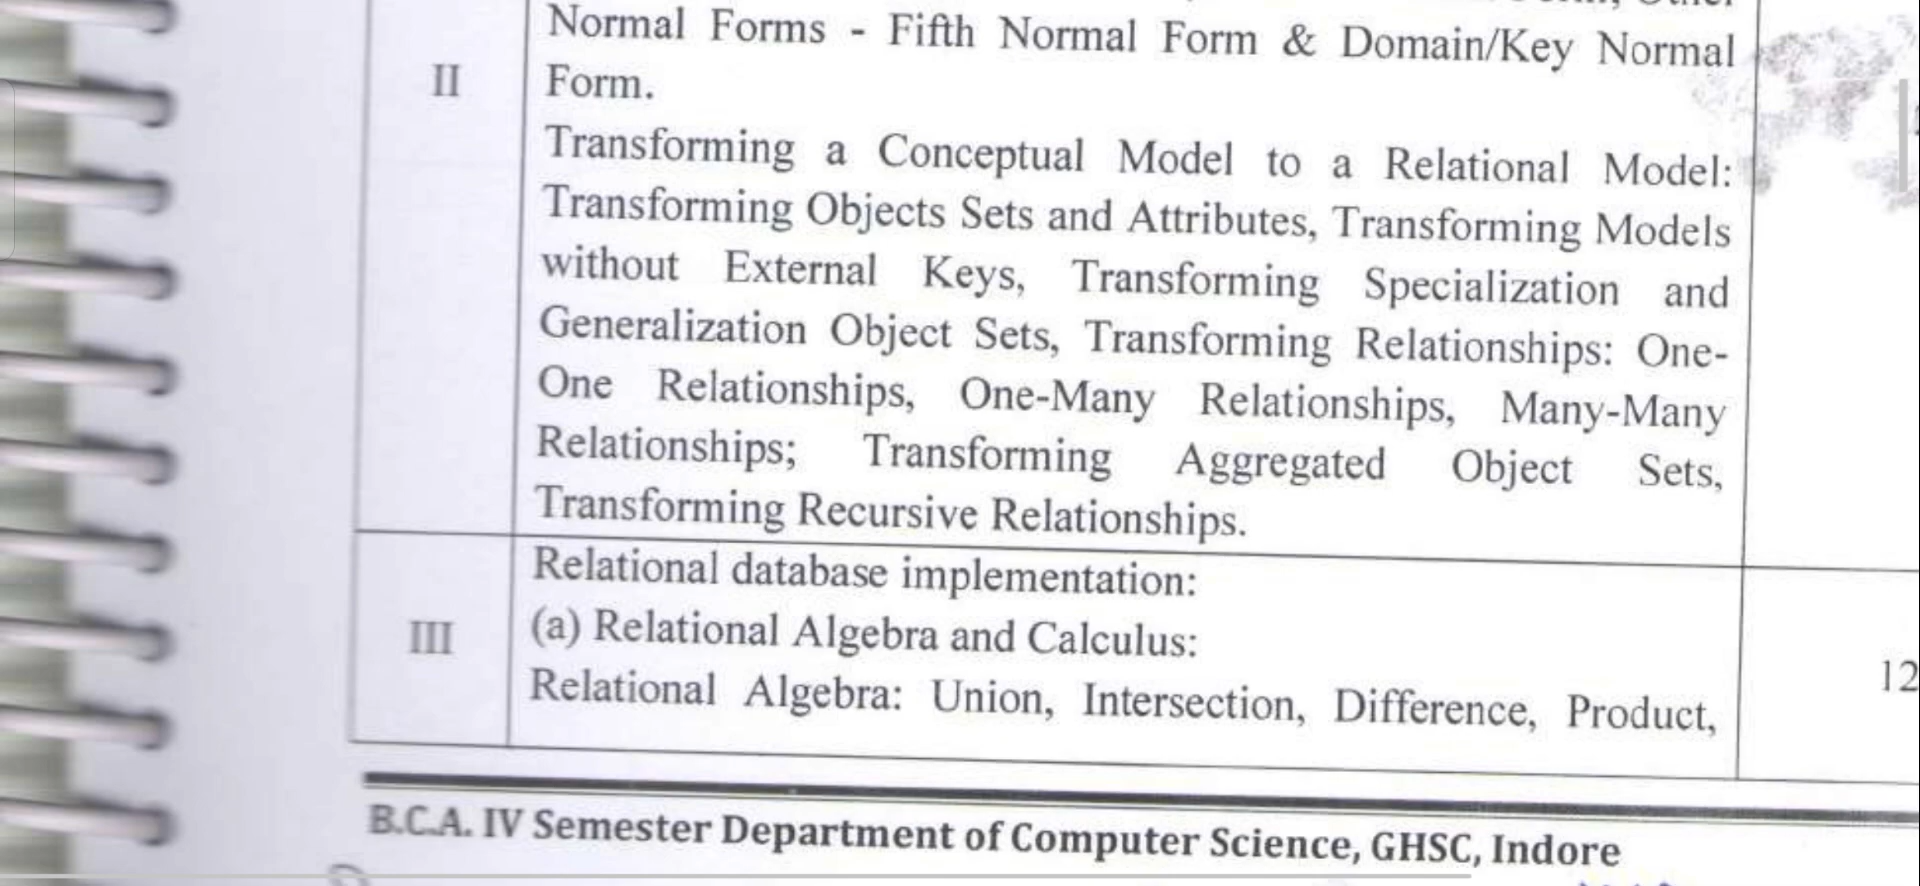 Normal Forms - Fifth Normal Form & Domain/Key Normal
II
Form.
Transforming a Conceptual Model to a Relational Model:
Transforming Objects Sets and Attributes, Transforming Models
without External Keys, Transforming Specialization and
Generalization Object Sets, Transforming Relationships: One-
One Relationships, One-Many Relationships, Many-Many
Relationships; Transforming Aggregated Object Sets,
Transforming Recursive Relationships.
Relational database implementation:
III
(a) Relational Algebra and Calculus:
Relational Algebra: Union, Intersection, Difference, Product,
12
B.C.A. IV Semester Department of Computer Science, GHSC, Indore